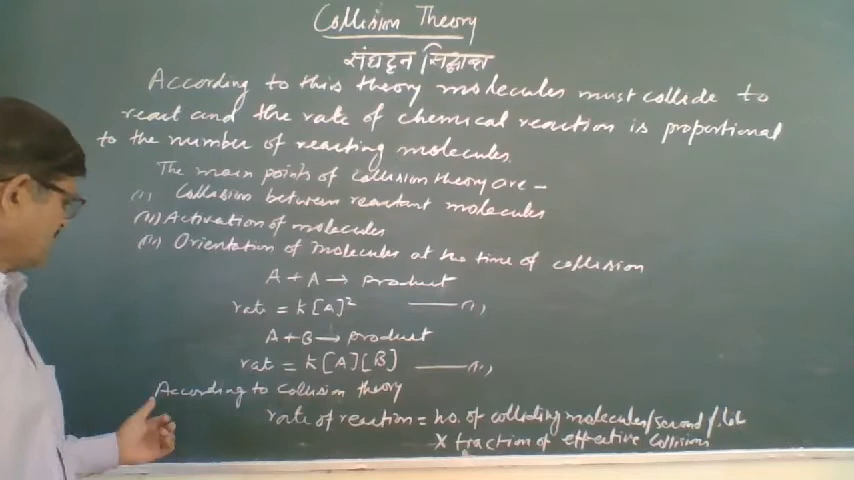 Collision Theory
संघट्टन सिद्धान्त
According to this theory molecules must collide to
react and the rate of chemical reaction is proportional
to the number of reacting molecules.
The main points of collision theory are -
(i) Collision between reactant molecules
(ii) Activation of molecules
(iii) Orientation of molecules at the time of collision
A + A → product
rate = K[A]² —(i)
A + B → product
rate = K[A][B] —(ii)
According to collision theory
rate of reaction = no. of colliding molecules/second/lit
× fraction of effective collisions